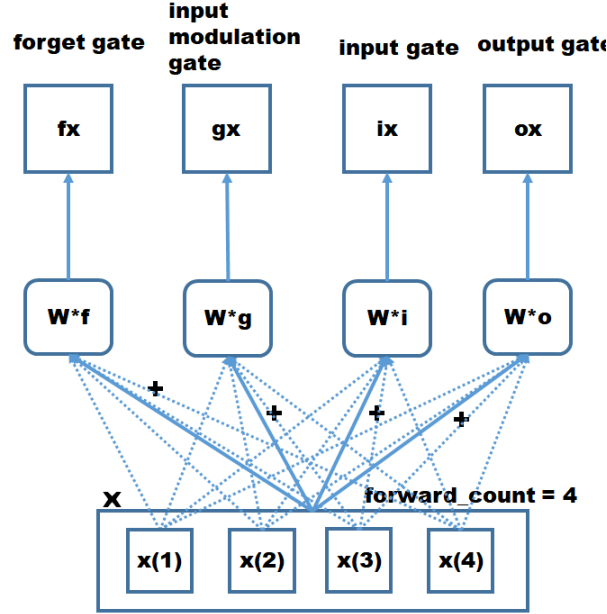 forget gate
input
modulation
gate
input gate
output gate
fx
gx
ix
ox
W*f
W*g
W*i
W*o
+
+
+
+
x
forward_count = 4
x(1)
x(2)
x(3)
x(4)